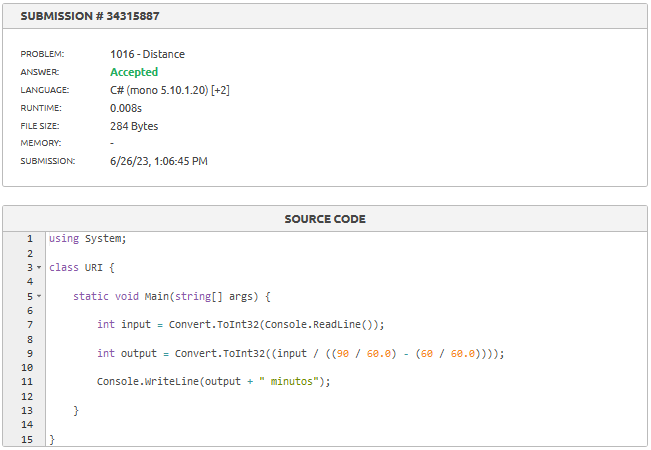 SUBMISSION # 34315887
PROBLEM: 1016 - Distance
ANSWER: Accepted
LANGUAGE: C# (mono 5.10.1.20) [+2]
RUNTIME: 0.008s
FILE SIZE: 284 Bytes
MEMORY: -
SUBMISSION: 6/26/23, 1:06:45 PM
SOURCE CODE
1 using System;
2
3 class URI {
4
5 static void Main(string[] args) {
6
7 int input = Convert.ToInt32(Console.ReadLine());
8
9 int output = Convert.ToInt32((input / ((90 / 60.0) - (60 / 60.0))));
10
11 Console.WriteLine(output + " minutos");
12
13 }
14
15 }